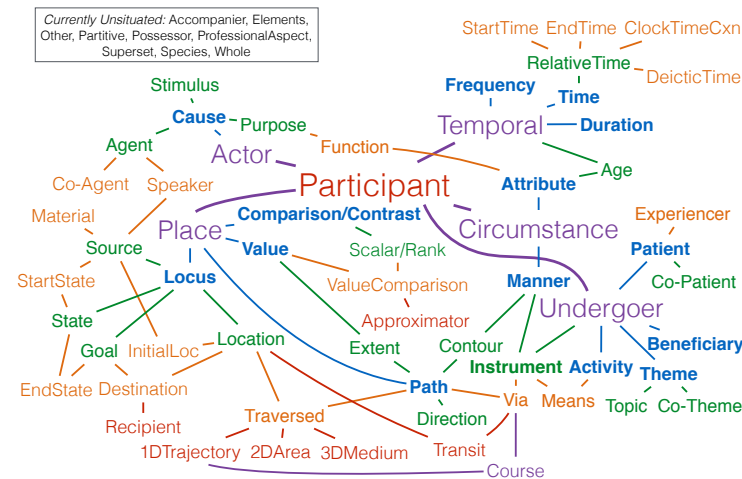 Currently Unsituated: Accompanier, Elements,
Other, Partitive, Possessor, ProfessionalAspect,
Superset, Species, Whole
StartTime EndTime ClockTimeCxn
RelativeTime
DeicticTime
Stimulus
Frequency
Time
Cause
Purpose
Temporal
Duration
Agent
Actor
Function
Age
Co-Agent
Speaker
Participant
Attribute
Material
Comparison/Contrast
Experiencer
Place
Circumstance
Source
Value
Scalar/Rank
Patient
StartState
Locus
ValueComparison
Manner
Co-Patient
Undergoer
State
Approximator
Goal
InitialLoc
Location
Extent
Contour
Beneficiary
Instrument
Activity
Theme
EndState
Destination
Path
Via
Means
Topic
Co-Theme
Recipient
Traversed
Direction
1DTrajectory
2DArea
3DMedium
Transit
Course